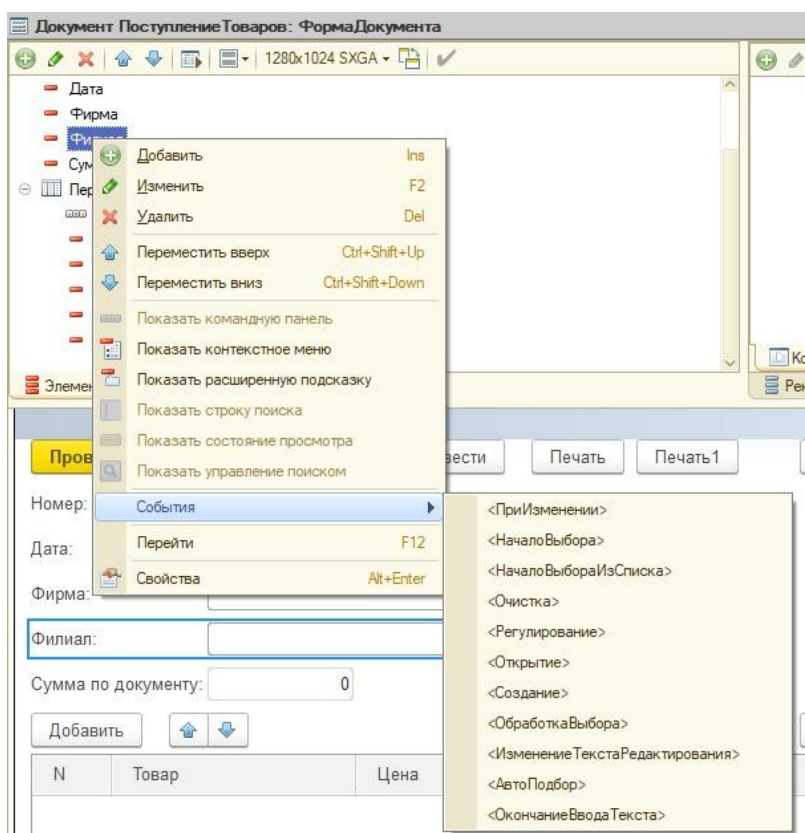 Документ ПоступлениеТоваров: ФормаДокумента
1280x1024 SXGA
Дата
Фирма
Добавить Ins
Изменить F2
Удалить Del
Переместить вверх Ctrl+Shift+Up
Переместить вниз Ctrl+Shift+Down
Показать командную панель
Показать контекстное меню
Показать расширенную подсказку
Показать строку поиска
Показать состояние просмотра
Показать управление поиском
События
Перейти F12
Свойства Alt+Enter
<ПриИзменении>
<НачалоВыбора>
<НачалоВыбораИзСписка>
<Очистка>
<Регулирование>
<Открытие>
<Создание>
<ОбработкаВыбора>
<ИзменениеТекстаРедактирования>
<АвтоПодбор>
<ОкончаниеВводаТекста>
Печать Печать1
Номер:
Дата:
Фирма:
Филиал:
Сумма по документу: 0
Добавить
N Товар Цена